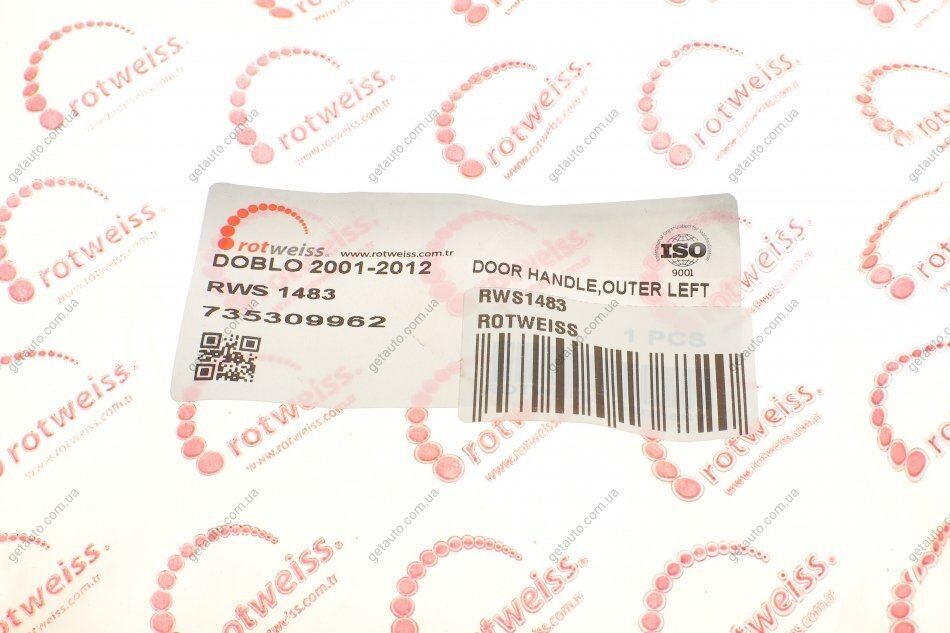 rotweiss. www.rotweiss.com.tr
DOBLO 2001-2012
RWS 1483
735309962
ISO
9001
DOOR HANDLE,OUTER LEFT
RWS1483
ROTWEISS
1 PCS
rotweiss.
www.rotweiss.com.tr
getauto.com.ua